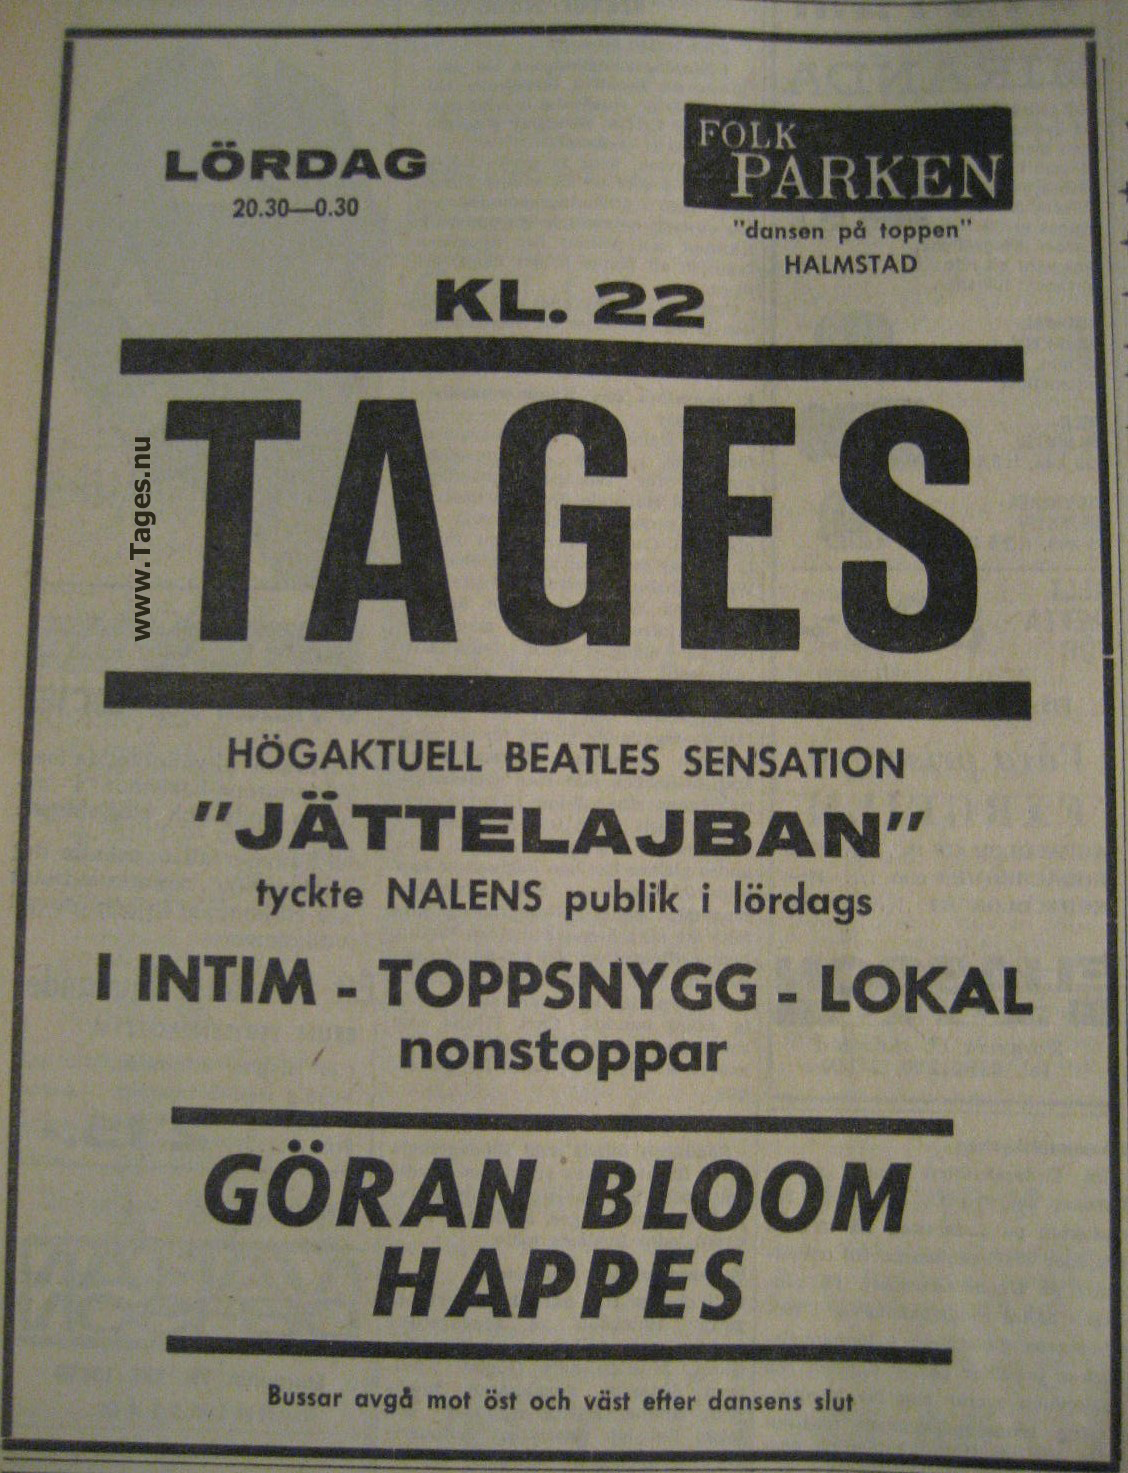 LÖRDAG
20.30—0.30
FOLK
PARKEN
"dansen på toppen"
HALMSTAD
KL. 22
TAGES
www.Tages.nu
HÖGAKTUELL BEATLES SENSATION
"JÄTTELAJBAN"
tyckte NALENS publik i lördags
I INTIM - TOPPSNYGG - LOKAL
nonstoppar
GÖRAN BLOOM
HAPPES
Bussar avgå mot öst och väst efter dansens slut